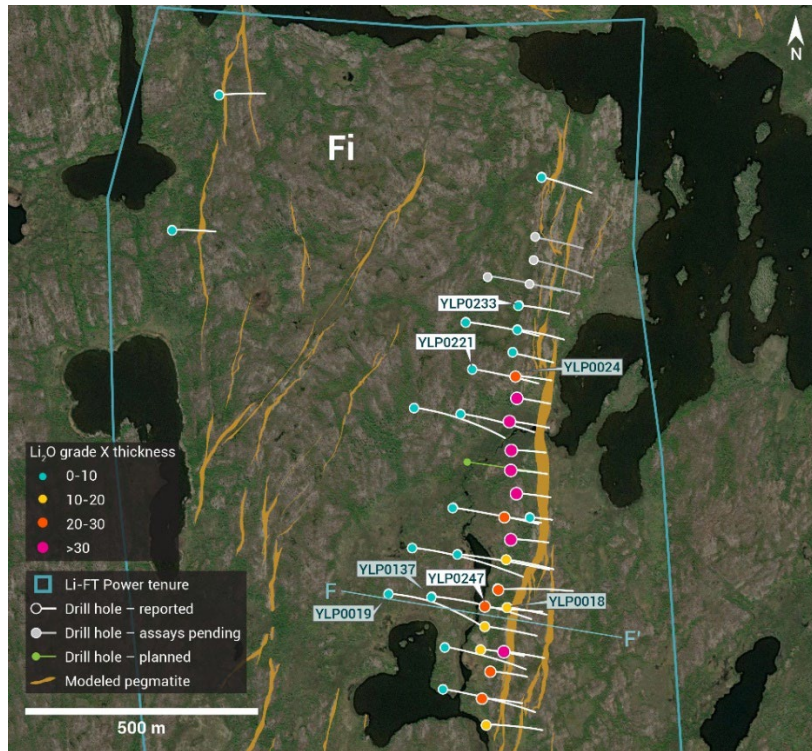 N
Fi
YLP0233
YLP0221
YLP0024
Li₂O grade X thickness
0-10
10-20
20-30
>30
YLP0137
YLP0247
YLP0019
YLP0018
F
F'
Li-FT Power tenure
Drill hole – reported
Drill hole – assays pending
Drill hole – planned
Modeled pegmatite
500 m